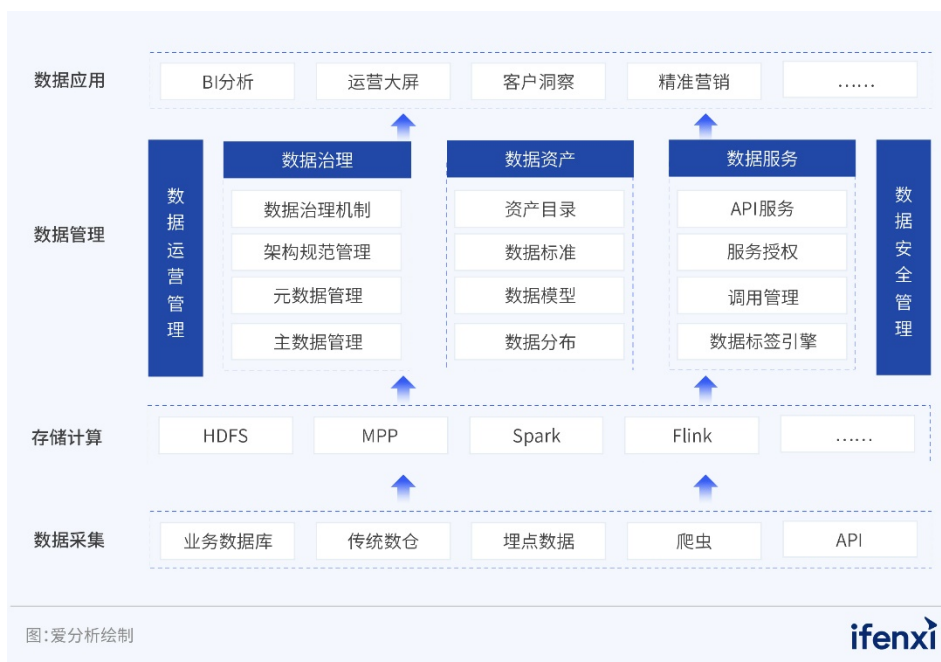 数据应用
BI分析
运营大屏
客户洞察
精准营销
……
数据管理
数据运营管理
数据治理
数据治理机制
架构规范管理
元数据管理
主数据管理
数据资产
资产目录
数据标准
数据模型
数据分布
数据服务
API服务
服务授权
调用管理
数据标签引擎
数据安全管理
存储计算
HDFS
MPP
Spark
Flink
……
数据采集
业务数据库
传统数仓
埋点数据
爬虫
API
图:爱分析绘制
ifenxi